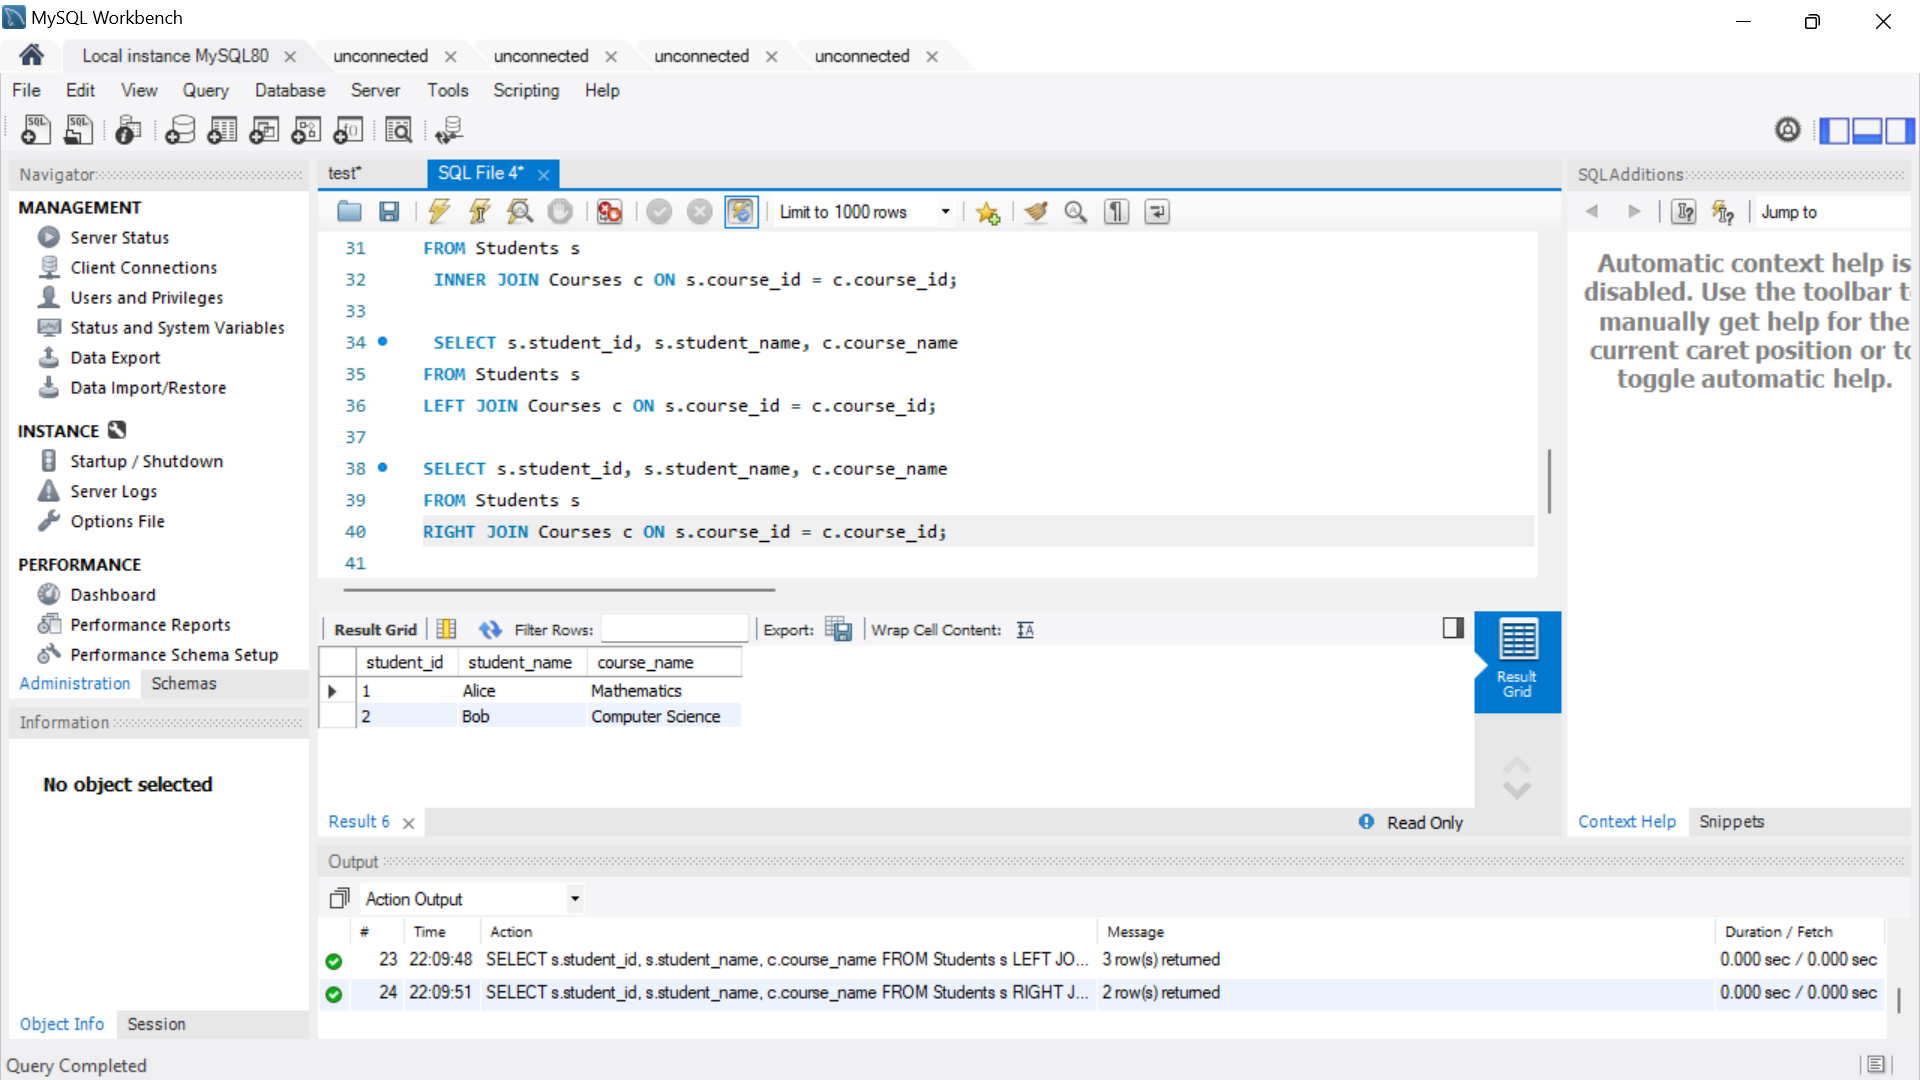 MySQL Workbench
Local instance MySQL80 unconnected unconnected unconnected unconnected
File Edit View Query Database Server Tools Scripting Help
Navigator
MANAGEMENT
Server Status
Client Connections
Users and Privileges
Status and System Variables
Data Export
Data Import/Restore
INSTANCE
Startup / Shutdown
Server Logs
Options File
PERFORMANCE
Dashboard
Performance Reports
Performance Schema Setup
Administration Schemas
Information
No object selected
Object Info Session
test* SQL File 4*
Limit to 1000 rows
31 FROM Students s
32 INNER JOIN Courses c ON s.course_id = c.course_id;
33
34 SELECT s.student_id, s.student_name, c.course_name
35 FROM Students s
36 LEFT JOIN Courses c ON s.course_id = c.course_id;
37
38 SELECT s.student_id, s.student_name, c.course_name
39 FROM Students s
40 RIGHT JOIN Courses c ON s.course_id = c.course_id;
41
Result Grid Filter Rows: Export: Wrap Cell Content:
student_id student_name course_name
1 Alice Mathematics
2 Bob Computer Science
Result
Grid
Result 6 Read Only
SQLAdditions
Jump to
Automatic context help is
disabled. Use the toolbar t
manually get help for the
current caret position or to
toggle automatic help.
Context Help Snippets
Output
Action Output
# Time Action Message Duration / Fetch
23 22:09:48 SELECT s.student_id, s.student_name, c.course_name FROM Students s LEFT JO... 3 row(s) returned 0.000 sec / 0.000 sec
24 22:09:51 SELECT s.student_id, s.student_name, c.course_name FROM Students s RIGHT J... 2 row(s) returned 0.000 sec / 0.000 sec
Query Completed